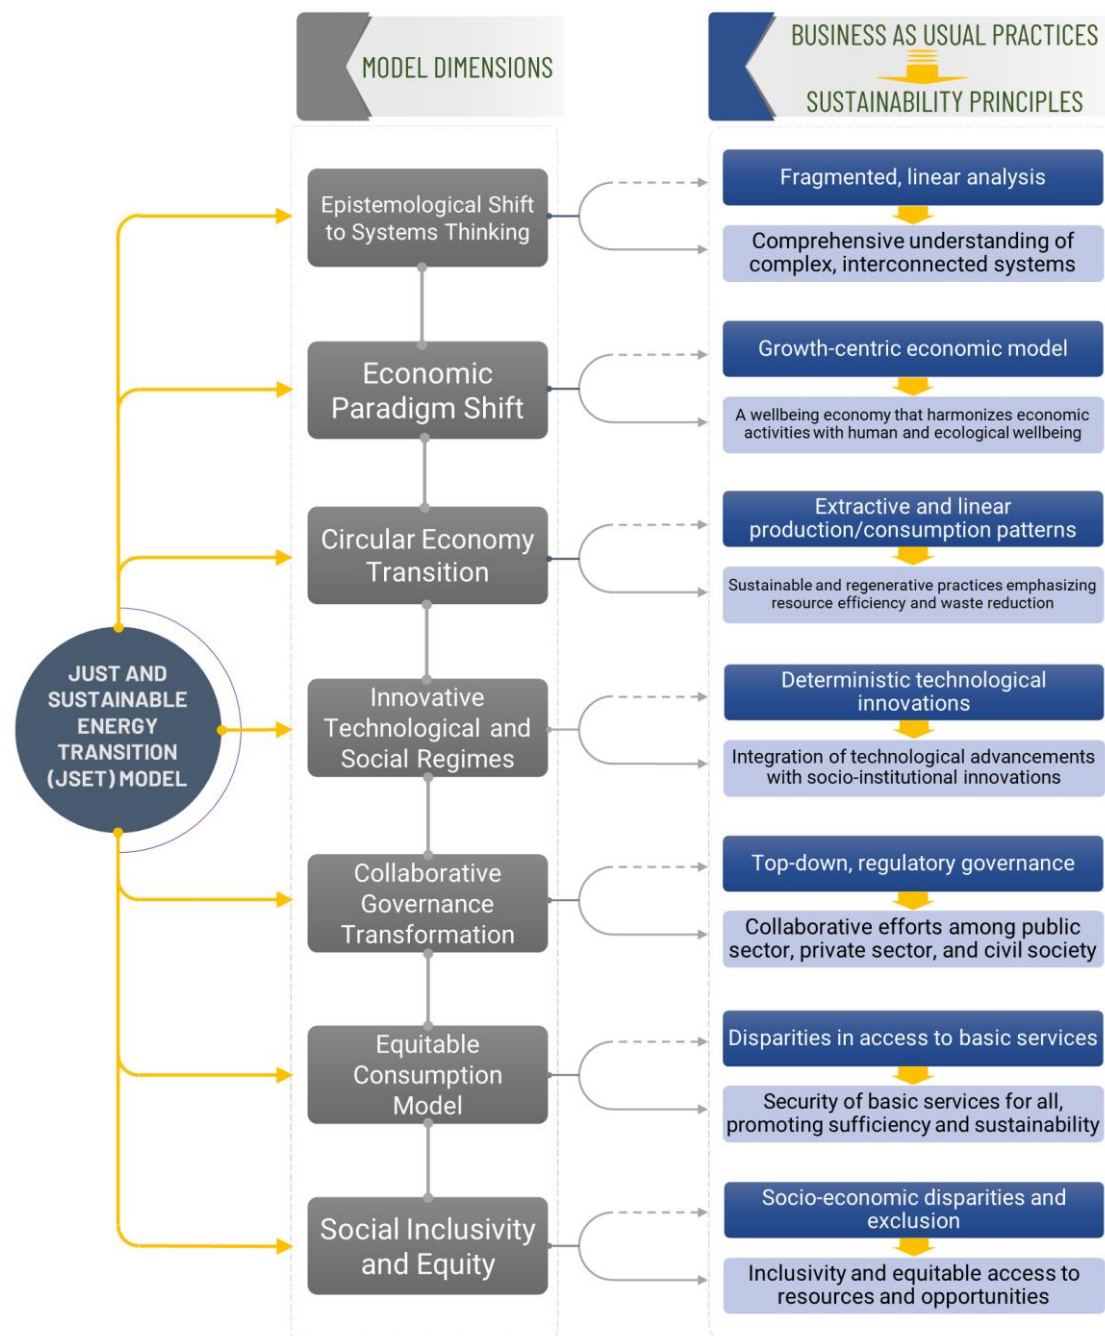 MODEL DIMENSIONS
BUSINESS AS USUAL PRACTICES
SUSTAINABILITY PRINCIPLES
JUST AND
SUSTAINABLE
ENERGY
TRANSITION
(JSET) MODEL
Epistemological Shift
to Systems Thinking
Fragmented, linear analysis
Comprehensive understanding of
complex, interconnected systems
Economic
Paradigm Shift
Growth-centric economic model
A wellbeing economy that harmonizes economic
activities with human and ecological wellbeing
Circular Economy
Transition
Extractive and linear
production/consumption patterns
Sustainable and regenerative practices emphasizing
resource efficiency and waste reduction
Innovative
Technological and
Social Regimes
Deterministic technological
innovations
Integration of technological advancements
with socio-institutional innovations
Collaborative
Governance
Transformation
Top-down, regulatory governance
Collaborative efforts among public
sector, private sector, and civil society
Equitable
Consumption
Model
Disparities in access to basic services
Security of basic services for all,
promoting sufficiency and sustainability
Social Inclusivity
and Equity
Socio-economic disparities and
exclusion
Inclusivity and equitable access to
resources and opportunities